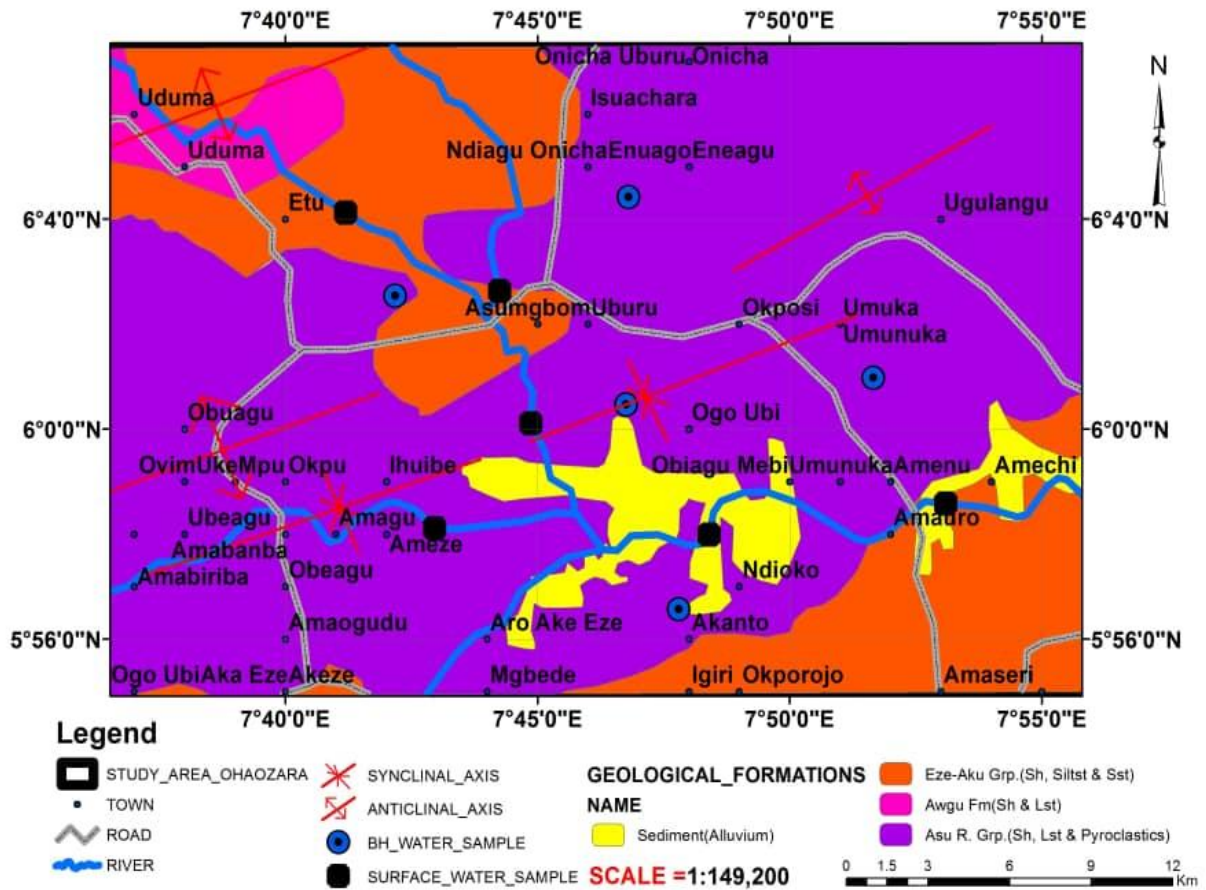 7°40'0"E 7°45'0"E 7°50'0"E 7°55'0"E
N
Onicha Uburu Onicha
Uduma Isuachara
Uduma Ndiagu Onicha Enuago Eneagu
Etu Ugulangu
6°4'0"N 6°4'0"N
Asumgbom Uburu Okposi Umuka
Umunuka
Obuagu Ogo Ubi
6°0'0"N 6°0'0"N
Ovim Uke Mpu Okpu Ihuibe Obiagu Mebi Umunuka Amenu Amechi
Ubeagu Amagu Amauro
Amabanba Ameze
Amabiriba Obeagu Ndioko
5°56'0"N Amaogudu Aro Ake Eze Akanto 5°56'0"N
Ogo Ubi Aka Eze Akeze Mgbede Igiri Okporojo Amaseri
7°40'0"E 7°45'0"E 7°50'0"E 7°55'0"E
Legend
STUDY_AREA_OHAOZARA
TOWN
ROAD
RIVER
SYNCLINAL_AXIS
ANTICLINAL_AXIS
BH_WATER_SAMPLE
SURFACE_WATER_SAMPLE
GEOLOGICAL_FORMATIONS
NAME
Sediment(Alluvium)
SCALE =1:149,200
Eze-Aku Grp.(Sh, Siltst & Sst)
Awgu Fm(Sh & Lst)
Asu R. Grp.(Sh, Lst & Pyroclastics)
0 1.5 3 6 9 12
Km